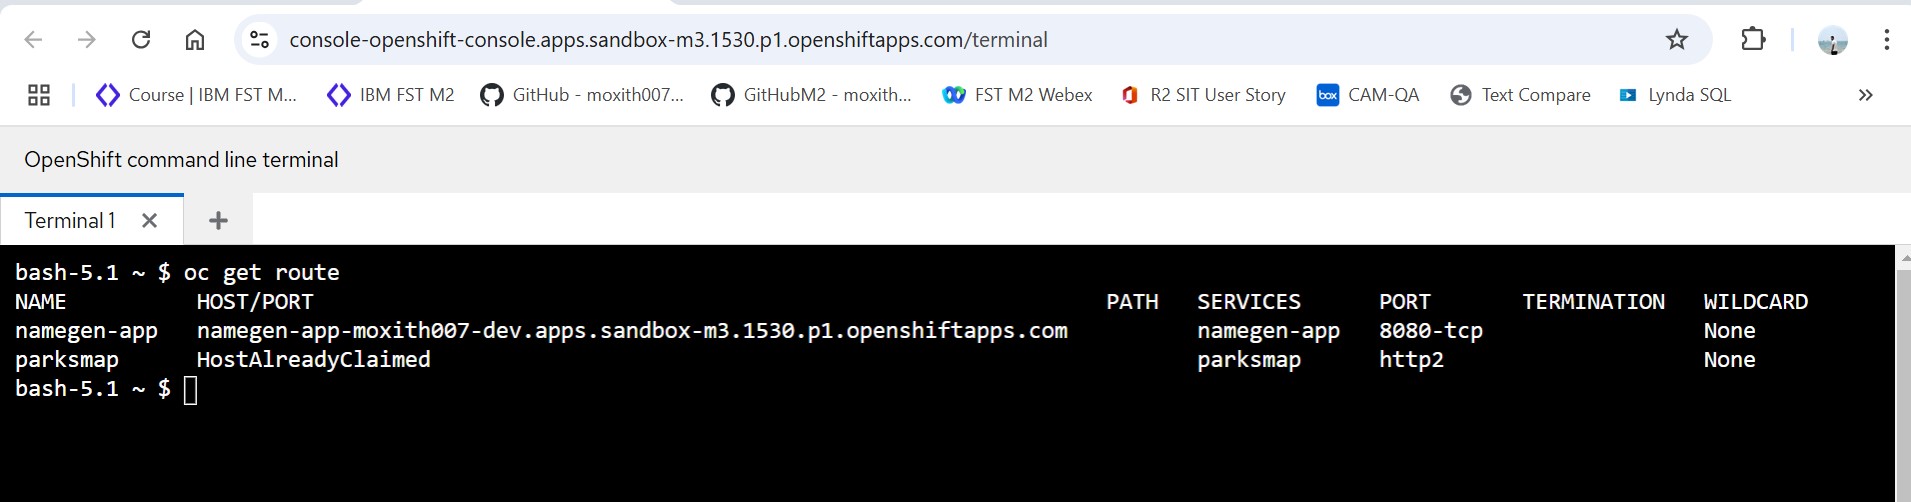 console-openshift-console.apps.sandbox-m3.1530.p1.openshiftapps.com/terminal
Course | IBM FST M... IBM FST M2 GitHub - moxith007... GitHubM2 - moxith... FST M2 Webex R2 SIT User Story box CAM-QA Text Compare Lynda SQL
OpenShift command line terminal
Terminal 1
bash-5.1 ~ $ oc get route
NAME HOST/PORT PATH SERVICES PORT TERMINATION WILDCARD
namegen-app namegen-app-moxith007-dev.apps.sandbox-m3.1530.p1.openshiftapps.com namegen-app 8080-tcp None
parksmap HostAlreadyClaimed parksmap http2 None
bash-5.1 ~ $